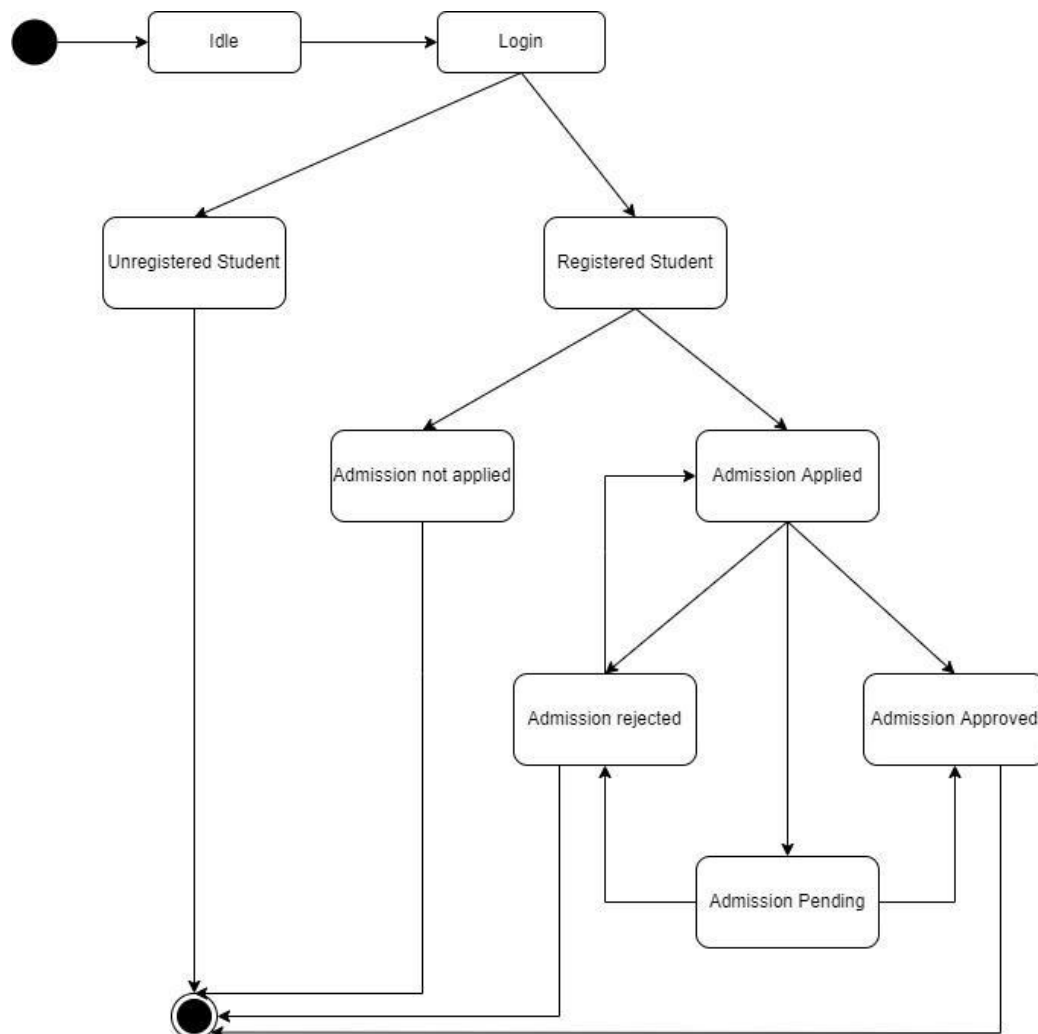 Idle
Login
Unregistered Student
Registered Student
Admission not applied
Admission Applied
Admission rejected
Admission Approved
Admission Pending